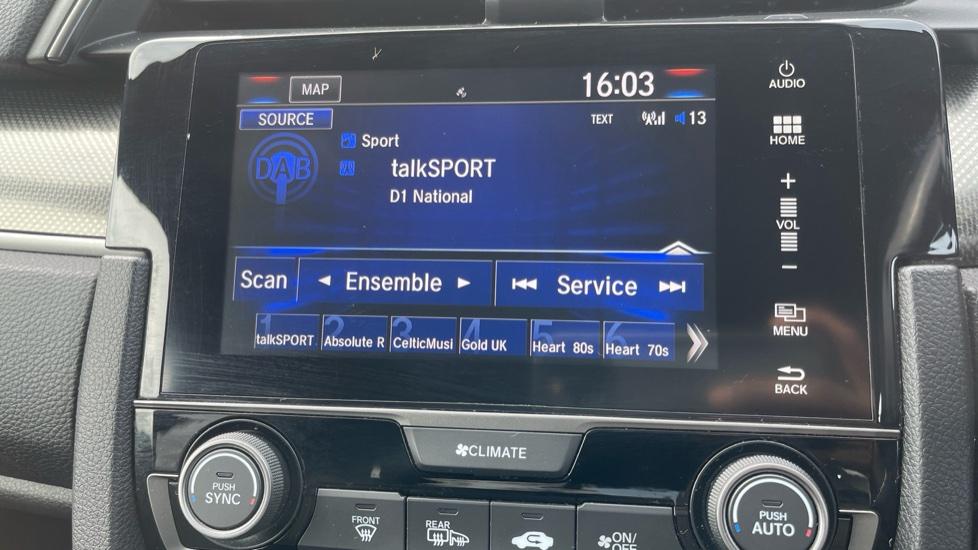 MAP
16:03
AUDIO
SOURCE
TEXT
13
HOME
DAB
Sport
talkSPORT
D1 National
+
VOL
-
Scan
Ensemble
Service
1 talkSPORT
2 Absolute R
3 CelticMusi
4 Gold UK
5 Heart 80s
6 Heart 70s
MENU
BACK
CLIMATE
PUSH
SYNC
FRONT
REAR
ON/
OFF
PUSH
AUTO